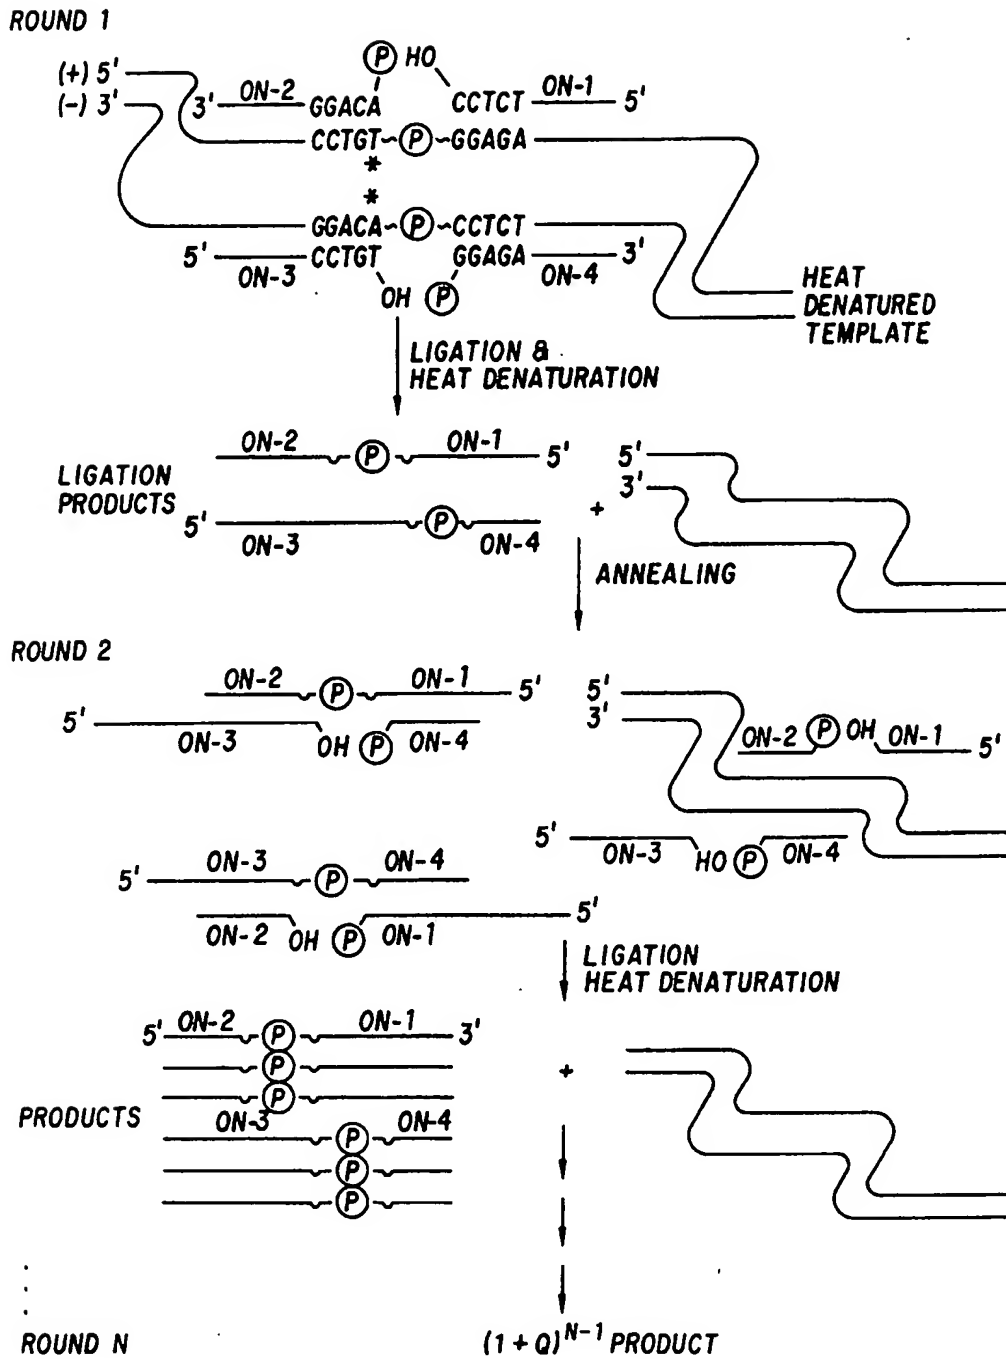 ROUND 1
(+) 5'
(-) 3'
3' ON-2 GGACA P HO CCTCT ON-1 5'
CCTGT~P~GGAGA
*
*
GGACA~P~CCTCT
5' ON-3 CCTGT OH P GGAGA ON-4 3'
HEAT
DENATURED
TEMPLATE
LIGATION &
HEAT DENATURATION
LIGATION
PRODUCTS
ON-2 P ON-1 5'
5' ON-3 P ON-4
+
5'
3'
ANNEALING
ROUND 2
ON-2 P ON-1 5'
5' ON-3 OH P ON-4
5'
3'
ON-2 P OH ON-1 5'
5' ON-3 HO P ON-4
5' ON-3 P ON-4
ON-2 OH P ON-1 5'
LIGATION
HEAT DENATURATION
5' ON-2 P ON-1 3'
P
P
PRODUCTS
ON-3 P ON-4
P
P
+
.
.
.
ROUND N
(1+Q)^N-1 PRODUCT